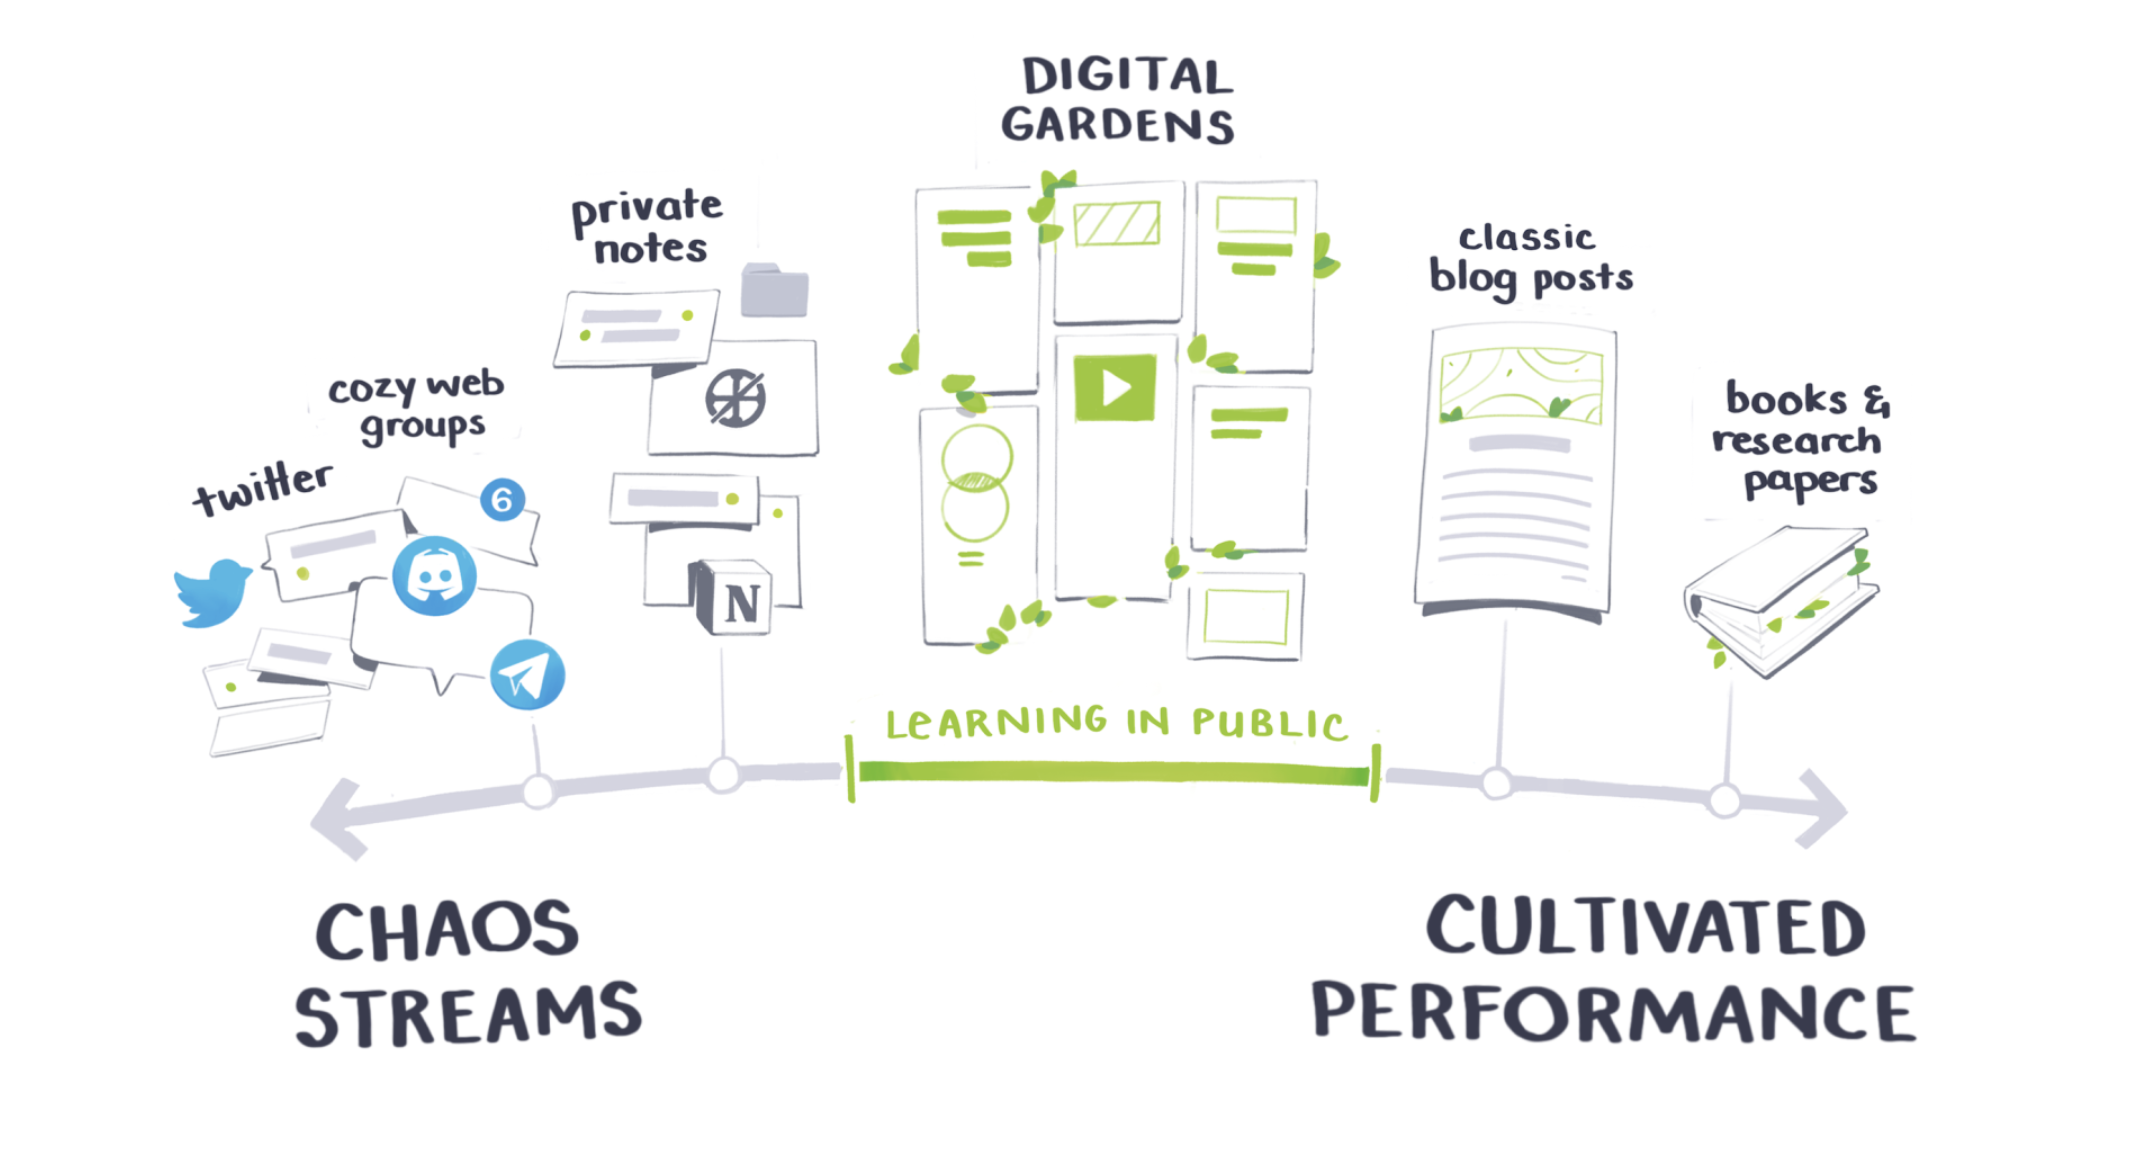 DIGITAL
GARDENS
private
notes
classic
blog posts
cozy web
groups
books &
research
papers
twitter
6
N
LEARNING IN PUBLIC
CHAOS
STREAMS
CULTIVATED
PERFORMANCE